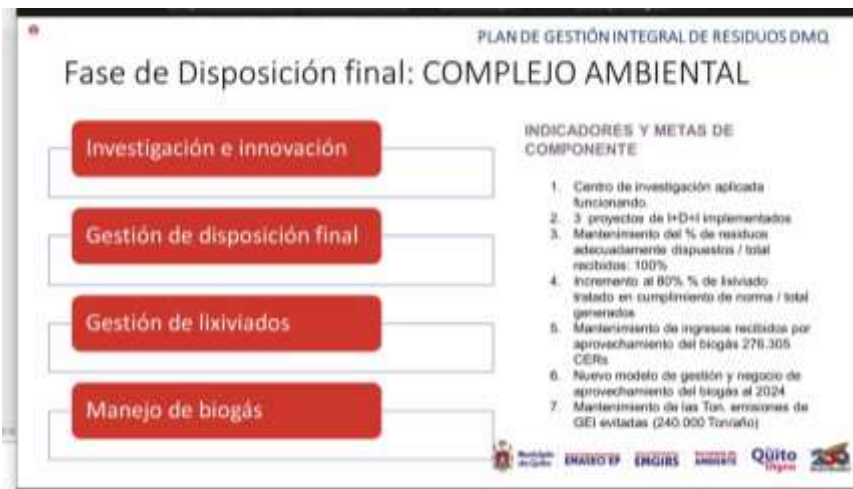 PLAN DE GESTIÓN INTEGRAL DE RESIDUOS DMQ
Fase de Disposición final: COMPLEJO AMBIENTAL
Investigación e innovación
Gestión de disposición final
Gestión de lixiviados
Manejo de biogás
INDICADORES Y METAS DE
COMPONENTE
1. Centro de investigación aplicada
funcionando.
2. 3 proyectos de I+D+I implementados
3. Mantenimiento del % de residuos
adecuadamente dispuestos / total
recibidos: 100%
4. Incremento al 80% % de lixiviado
tratado en cumplimiento de norma / total
generados
5. Mantenimiento de ingresos recibidos por
aprovechamiento del biogás 276.305
CERs
6. Nuevo modelo de gestión y negocio de
aprovechamiento del biogás al 2024
7. Mantenimiento de las Ton. emisiones de
GEI evitadas (240.000 Ton/año)
Municipio
de Quito
EMASEO EP
EMGIRS
AMBIENTE
Quito
Digno